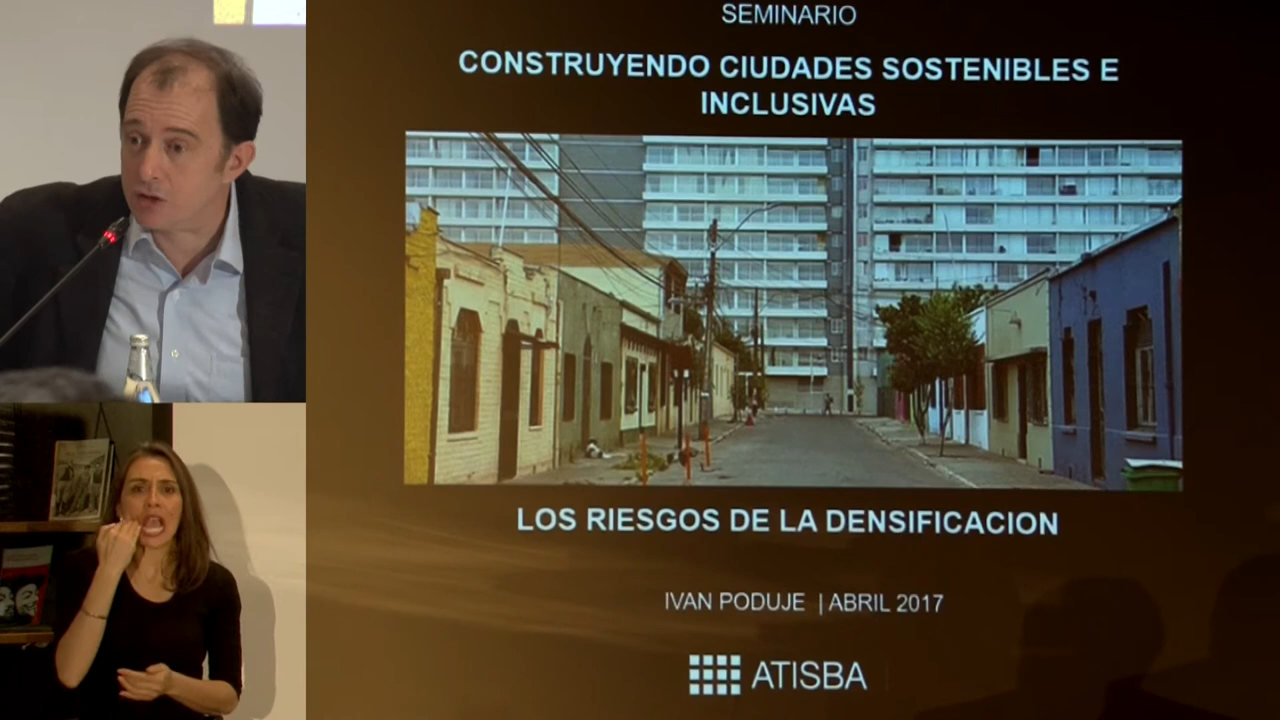 SEMINARIO
CONSTRUYENDO CIUDADES SOSTENIBLES E
INCLUSIVAS
LOS RIESGOS DE LA DENSIFICACION
IVAN PODUJE | ABRIL 2017
ATISBA